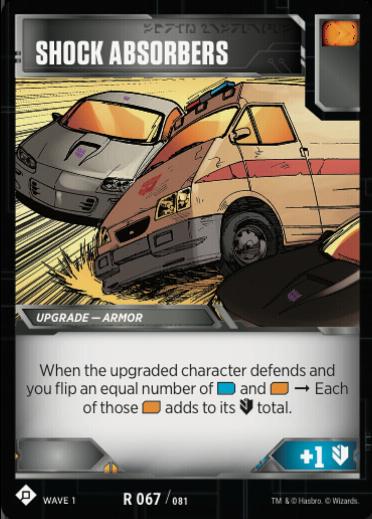 SHOCK ABSORBERS
UPGRADE — ARMOR
When the upgraded character defends and
you flip an equal number of and → Each
of those adds to its total.
+1
WAVE 1 R 067 / 081 TM & © Hasbro. © Wizards.